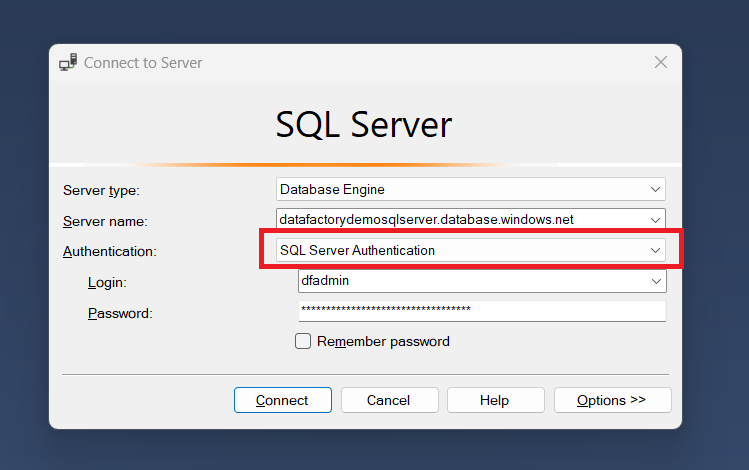 Connect to Server
SQL Server
Server type: Database Engine
Server name: datafactorydemosqlserver.database.windows.net
Authentication: SQL Server Authentication
Login: dfadmin
Password: **********************************
Remember password
Connect Cancel Help Options >>